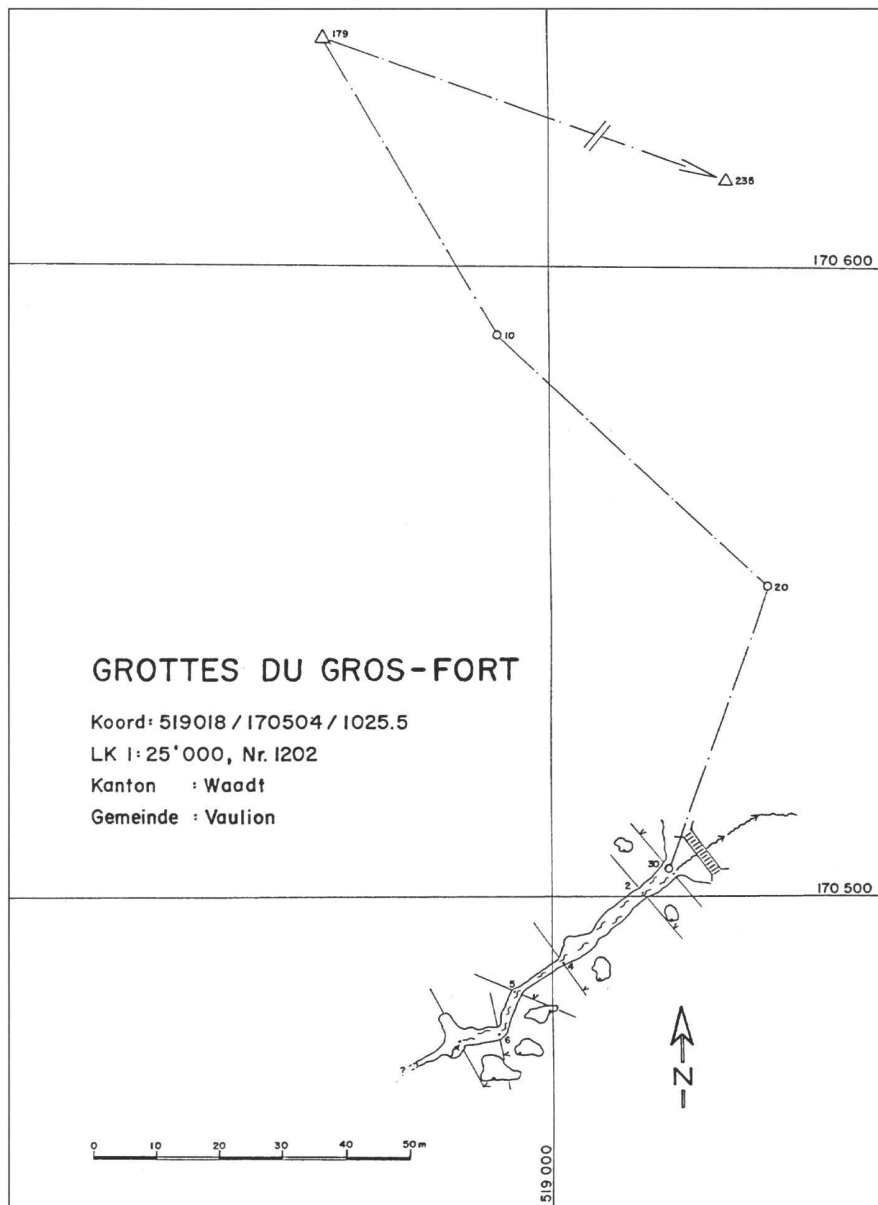 179
235
170 600
10
20
GROTTES DU GROS-FORT
Koord: 519018 / 170504 / 1025.5
LK 1:25'000, Nr. 1202
Kanton : Waadt
Gemeinde : Vaulion
30
2
170 500
4
5
6
?
N
0 10 20 30 40 50 m
519 000